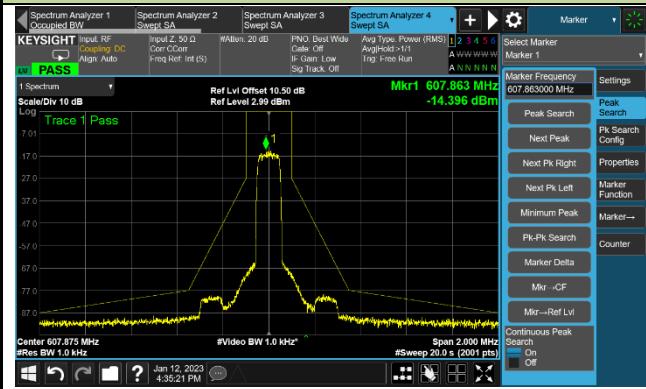 Spectrum Analyzer 1
Occupied BW
Spectrum Analyzer 2
Swept SA
Spectrum Analyzer 3
Swept SA
Spectrum Analyzer 4
Swept SA
Marker
KEYSIGHT
Input: RF
Coupling: DC
Align: Auto
Input Z: 50 Ω
Corr CCorr
Freq Ref: Int (S)
#Atten: 20 dB
PNO: Best Wide
Gate: Off
IF Gain: Low
Sig Track: Off
Avg Type: Power (RMS)
Avg|Hold:>1/1
Trig: Free Run
1 2 3 4 5 6
A W W W W W
A N N N N N
LVI PASS
Select Marker
Marker 1
1 Spectrum
Scale/Div 10 dB
Ref Lvl Offset 10.50 dB
Ref Level 2.99 dBm
Mkr1 607.863 MHz
-14.396 dBm
Log
Trace 1 Pass
1
-7.01
-17.0
-27.0
-37.0
-47.0
-57.0
-67.0
-77.0
-87.0
Center 607.875 MHz
#Res BW 1.0 kHz
#Video BW 1.0 kHz*
Span 2.000 MHz
#Sweep 20.0 s (2001 pts)
Marker Frequency
607.863000 MHz
Peak Search
Next Peak
Next Pk Right
Next Pk Left
Minimum Peak
Pk-Pk Search
Marker Delta
Mkr→CF
Mkr→Ref Lvl
Continuous Peak
Search
On
Off
Settings
Peak
Search
Pk Search
Config
Properties
Marker
Function
Marker→
Counter
?
Jan 12, 2023
4:35:21 PM